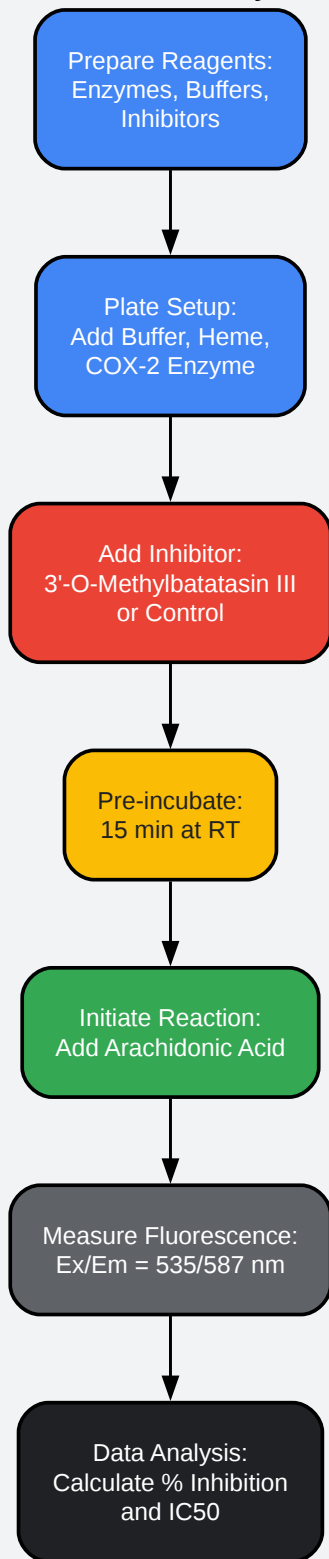 Prepare Reagents:
Enzymes, Buffers,
Inhibitors
Plate Setup:
Add Buffer, Heme,
COX-2 Enzyme
Add Inhibitor:
3'-O-Methylbatatasin III
or Control
Pre-incubate:
15 min at RT
Initiate Reaction:
Add Arachidonic Acid
Measure Fluorescence:
Ex/Em = 535/587 nm
Data Analysis:
Calculate % Inhibition
and IC50